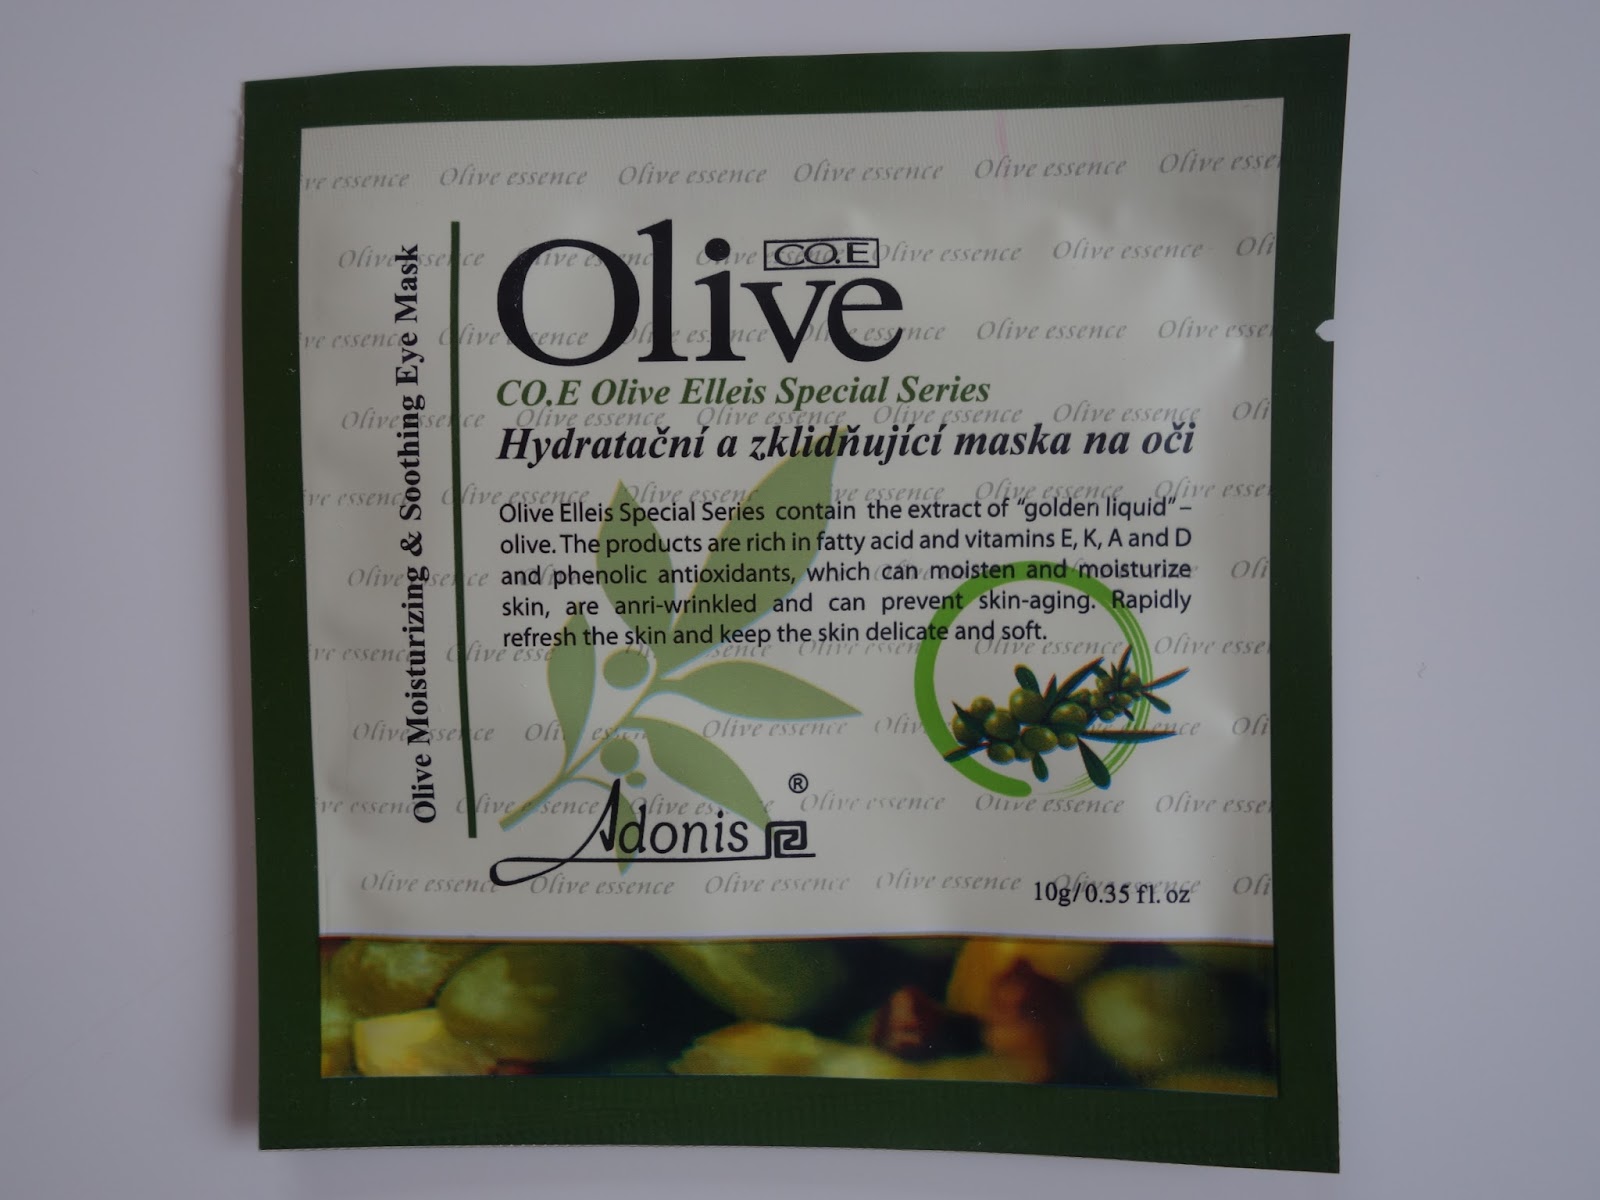 Olive essence Olive essence Olive essence Olive essence
Olive Moisturizing & Soothing Eye Mask
CO.E
Olive
CO.E Olive Elleis Special Series
Hydratační a zklidňující maska na oči
Olive Elleis Special Series contain the extract of “golden liquid” –
olive. The products are rich in fatty acid and vitamins E, K, A and D
and phenolic antioxidants, which can moisten and moisturize
skin, are anri-wrinkled and can prevent skin-aging. Rapidly
refresh the skin and keep the skin delicate and soft.
Adonis ®
10g/0.35 fl. oz